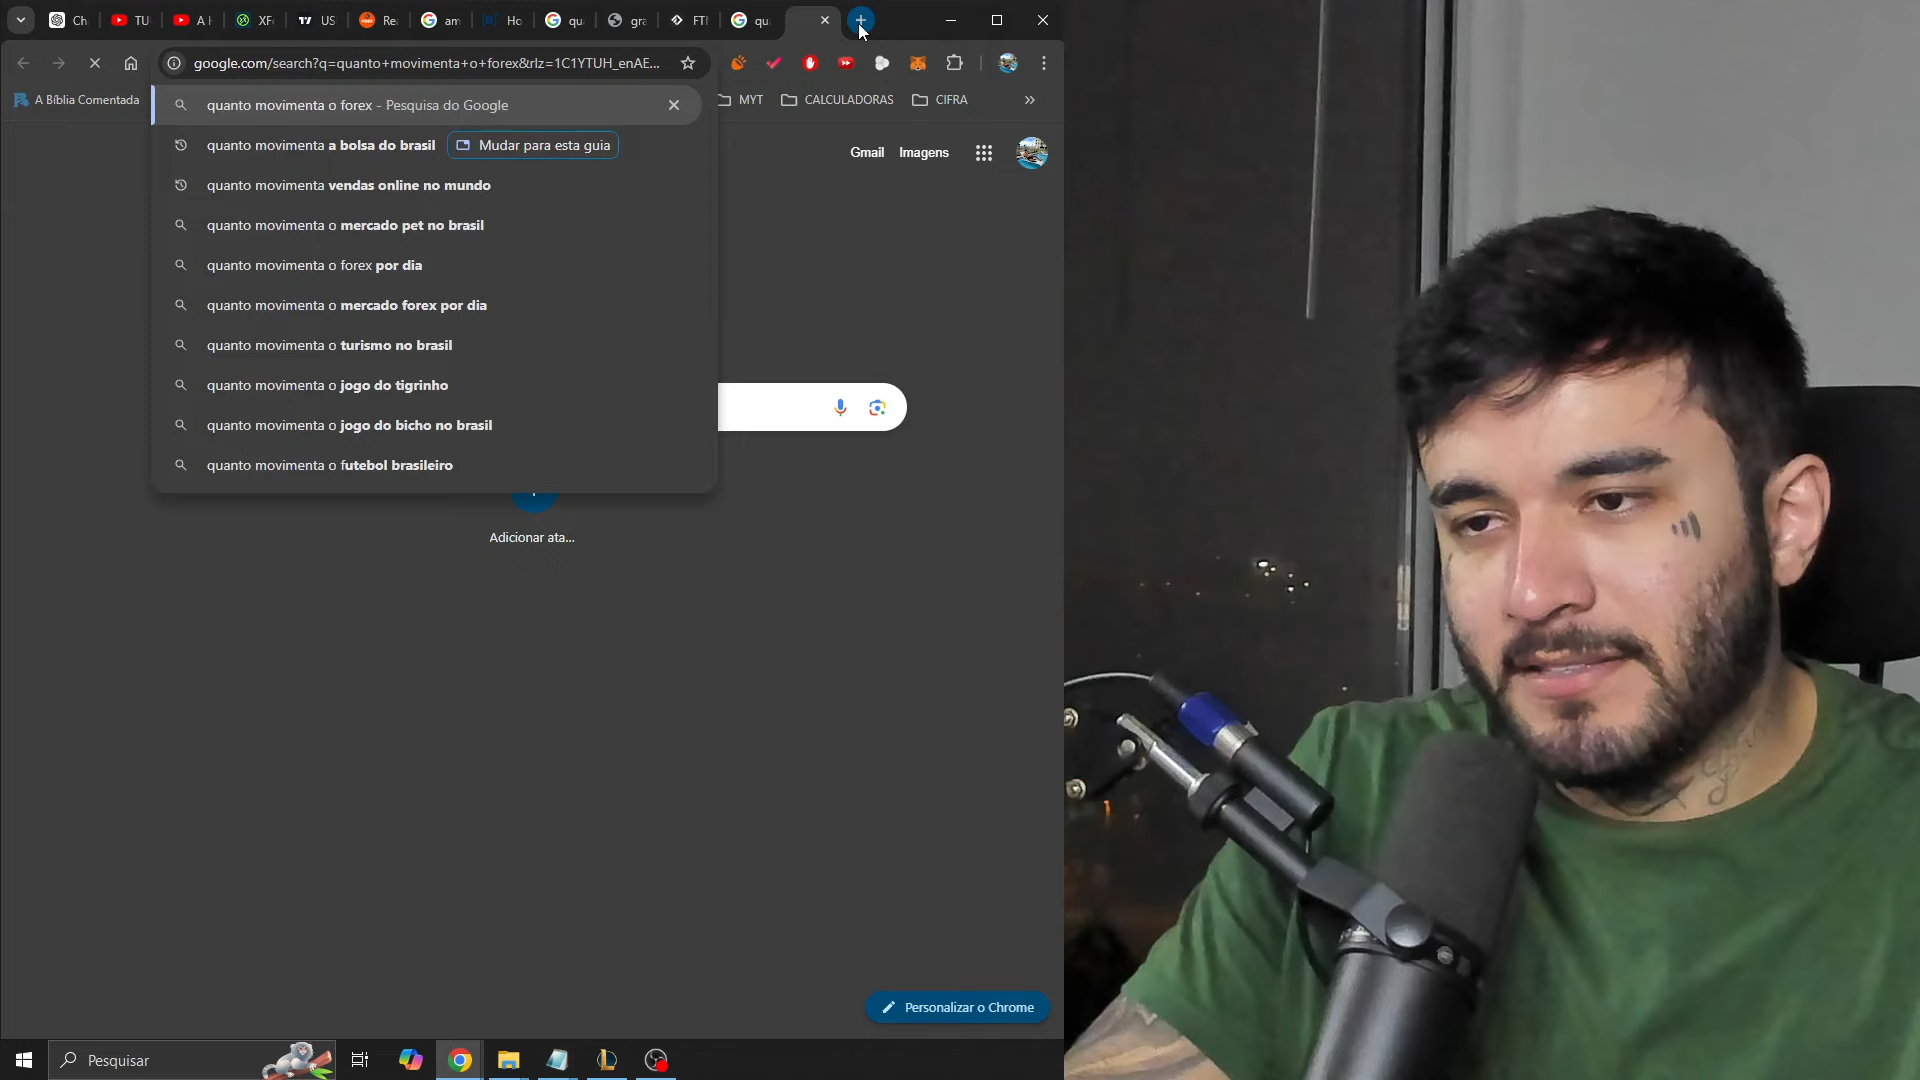 Ch
TU
A H
XF
US
Re
am
Ho
qu
gra
FTI
qu
google.com/search?q=quanto+movimenta+o+forex&rlz=1C1YTUH_enAE...
A Bíblia Comentada
MYT
CALCULADORAS
CIFRA
quanto movimenta o forex - Pesquisa do Google
quanto movimenta a bolsa do brasil
Mudar para esta guia
quanto movimenta vendas online no mundo
quanto movimenta o mercado pet no brasil
quanto movimenta o forex por dia
quanto movimenta o mercado forex por dia
quanto movimenta o turismo no brasil
quanto movimenta o jogo do tigrinho
quanto movimenta o jogo do bicho no brasil
quanto movimenta o futebol brasileiro
Gmail
Imagens
Adicionar ata...
Personalizar o Chrome
Pesquisar